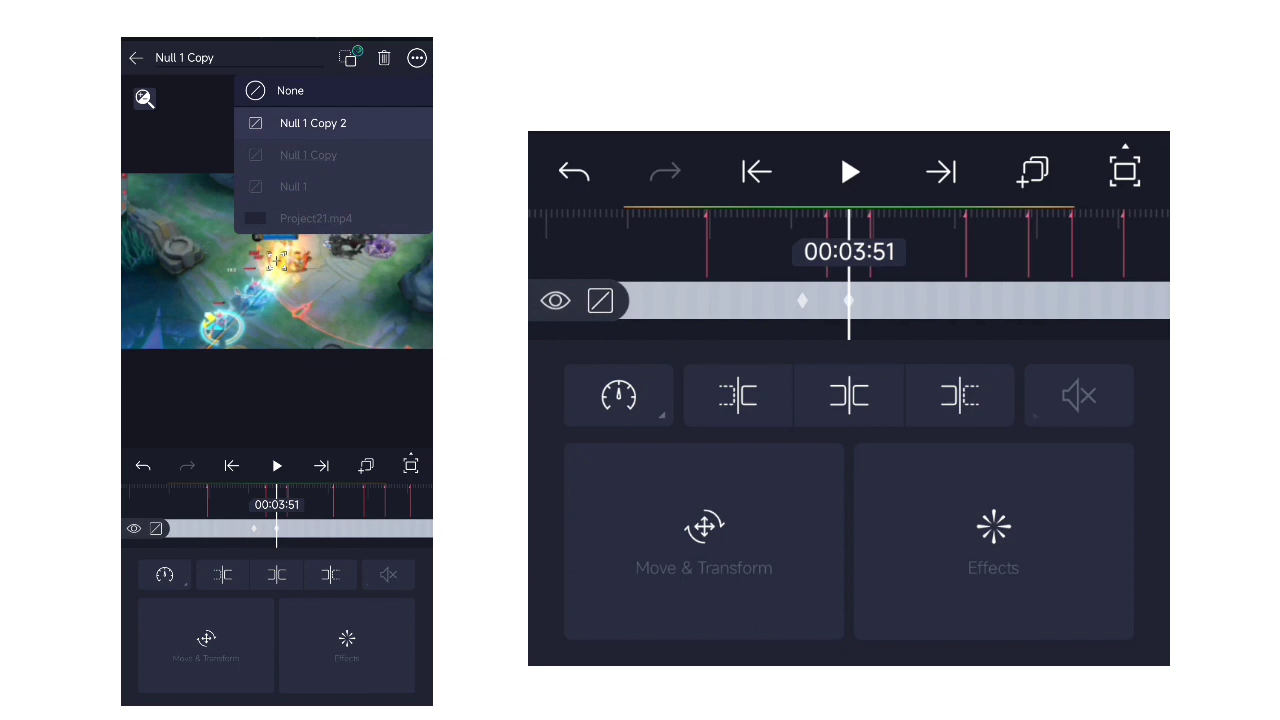 Null 1 Copy
None
Null 1 Copy 2
Null 1 Copy
Null 1
Project21.mp4
00:03:51
Move & Transform
Effects
00:03:51
Move & Transform
Effects